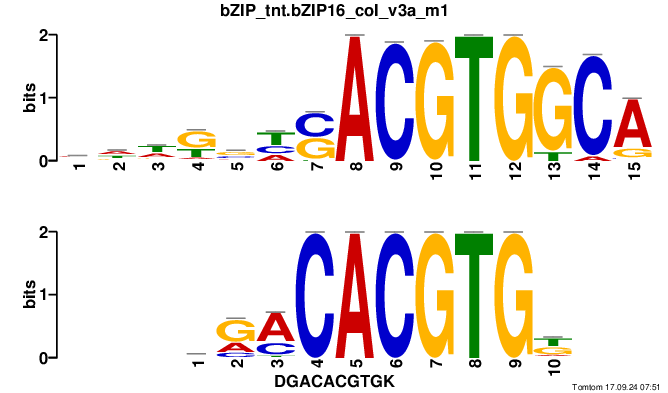 bZIP_tnt.bZIP16_col_v3a_m1
2
bits
1
0
1 2 3 4 5 6 7 8 9 10 11 12 13 14 15
T A T A G T G T C A C G A C G T G G T C A A G
2
bits
1
0
1 2 3 4 5 6 7 8 9 10
G A C A C C A C G T G T G
DGACACGTGK
Tomtom 17.09.24 07:51